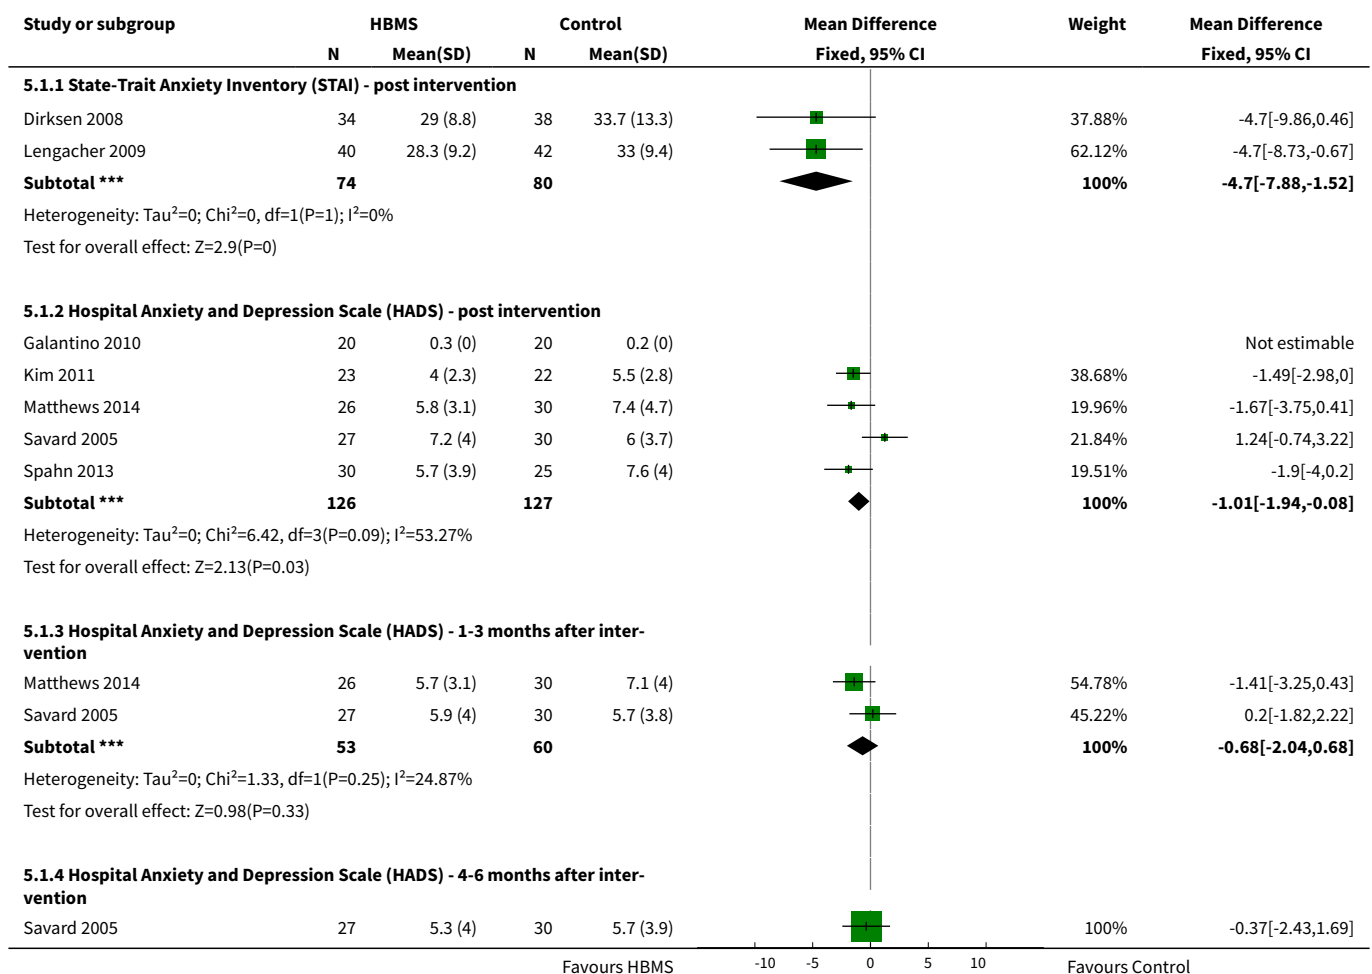 Study or subgroup HBMS Control Mean Difference Weight Mean Difference
N Mean(SD) N Mean(SD) Fixed, 95% CI Fixed, 95% CI
5.1.1 State-Trait Anxiety Inventory (STAI) - post intervention
Dirksen 2008 34 29 (8.8) 38 33.7 (13.3) 37.88% -4.7[-9.86,0.46]
Lengacher 2009 40 28.3 (9.2) 42 33 (9.4) 62.12% -4.7[-8.73,-0.67]
Subtotal *** 74 80 100% -4.7[-7.88,-1.52]
Heterogeneity: Tau²=0; Chi²=0, df=1(P=1); I²=0%
Test for overall effect: Z=2.9(P=0)
5.1.2 Hospital Anxiety and Depression Scale (HADS) - post intervention
Galantino 2010 20 0.3 (0) 20 0.2 (0) Not estimable
Kim 2011 23 4 (2.3) 22 5.5 (2.8) 38.68% -1.49[-2.98,0]
Matthews 2014 26 5.8 (3.1) 30 7.4 (4.7) 19.96% -1.67[-3.75,0.41]
Savard 2005 27 7.2 (4) 30 6 (3.7) 21.84% 1.24[-0.74,3.22]
Spahn 2013 30 5.7 (3.9) 25 7.6 (4) 19.51% -1.9[-4,0.2]
Subtotal *** 126 127 100% -1.01[-1.94,-0.08]
Heterogeneity: Tau²=0; Chi²=6.42, df=3(P=0.09); I²=53.27%
Test for overall effect: Z=2.13(P=0.03)
5.1.3 Hospital Anxiety and Depression Scale (HADS) - 1-3 months after inter-
vention
Matthews 2014 26 5.7 (3.1) 30 7.1 (4) 54.78% -1.41[-3.25,0.43]
Savard 2005 27 5.9 (4) 30 5.7 (3.8) 45.22% 0.2[-1.82,2.22]
Subtotal *** 53 60 100% -0.68[-2.04,0.68]
Heterogeneity: Tau²=0; Chi²=1.33, df=1(P=0.25); I²=24.87%
Test for overall effect: Z=0.98(P=0.33)
5.1.4 Hospital Anxiety and Depression Scale (HADS) - 4-6 months after inter-
vention
Savard 2005 27 5.3 (4) 30 5.7 (3.9) 100% -0.37[-2.43,1.69]
Favours HBMS -10 -5 0 5 10 Favours Control